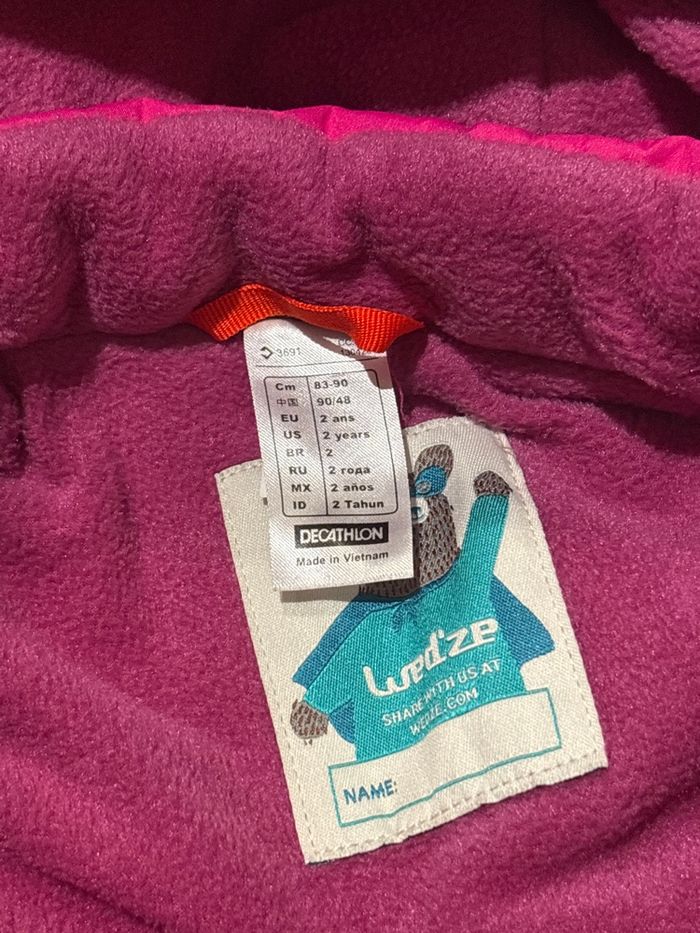 3691
Cm 83-90
中国 90/48
EU 2 ans
US 2 years
BR 2
RU 2 года
MX 2 años
ID 2 Tahun
DECATHLON
Made in Vietnam
Wed'ze
SHARE WITH US AT
WEDZE.COM
NAME: